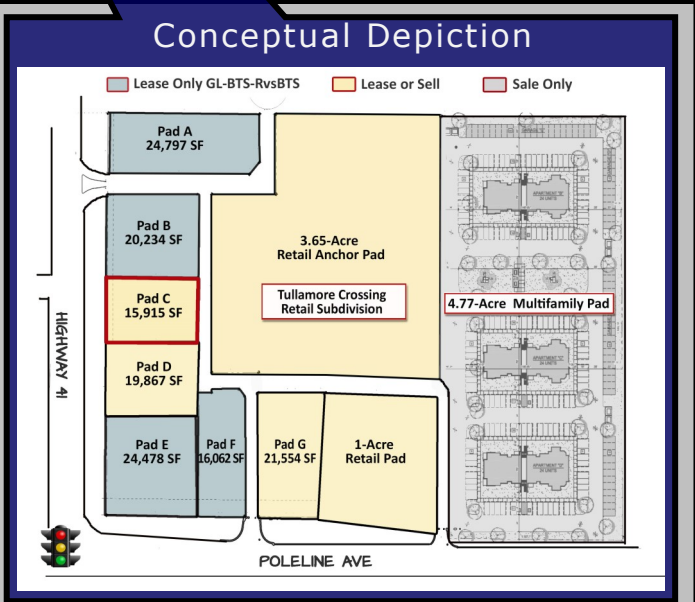 Conceptual Depiction
Lease Only GL-BTS-RvsBTS
Lease or Sell
Sale Only
Pad A
24,797 SF
Pad B
20,234 SF
Pad C
15,915 SF
Pad D
19,867 SF
Pad E
24,478 SF
Pad F
16,062 SF
Pad G
21,554 SF
1-Acre
Retail Pad
3.65-Acre
Retail Anchor Pad
Tullamore Crossing
Retail Subdivision
4.77-Acre Multifamily Pad
HIGHWAY 41
POLELINE AVE